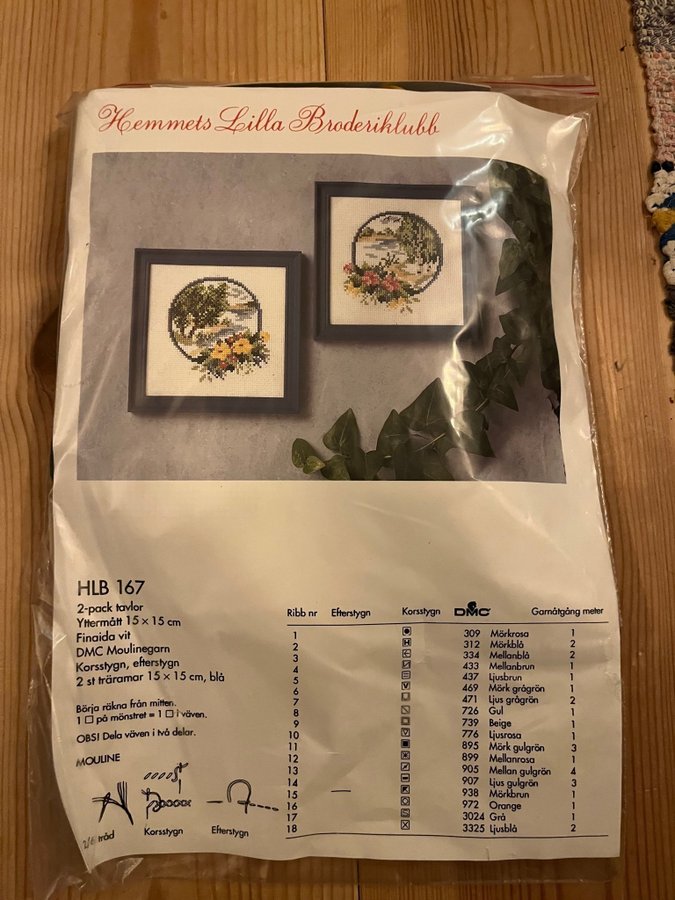 Hemmets Lilla Broderiklubb
HLB 167
2-pack tavlor
Yttermått 15 × 15 cm
Finaida vit
DMC Moulinegarn
Korsstygn, efterstygn
2 st träramar 15 × 15 cm, blå
Börja räkna från mitten.
1 □ på mönstret = 1 □ i väven.
OBS! Dela väven i två delar.
MOULINE
tråd Korsstygn Efterstygn
Ribb nr Efterstygn Korsstygn DMC Garnåtgång meter
1 309 Mörkrosa 1
2 312 Mörkblå 2
3 334 Mellanblå 2
4 433 Mellanbrun 1
5 437 Ljusbrun 1
6 469 Mörk grågrön 1
7 471 Ljus grågrön 2
8 726 Gul 1
9 739 Beige 1
10 776 Ljusrosa 1
11 895 Mörk gulgrön 3
12 899 Mellanrosa 1
13 905 Mellan gulgrön 4
14 907 Ljus gulgrön 3
15 — 938 Mörkbrun 1
16 972 Orange 1
17 3024 Grå 1
18 3325 Ljusblå 2